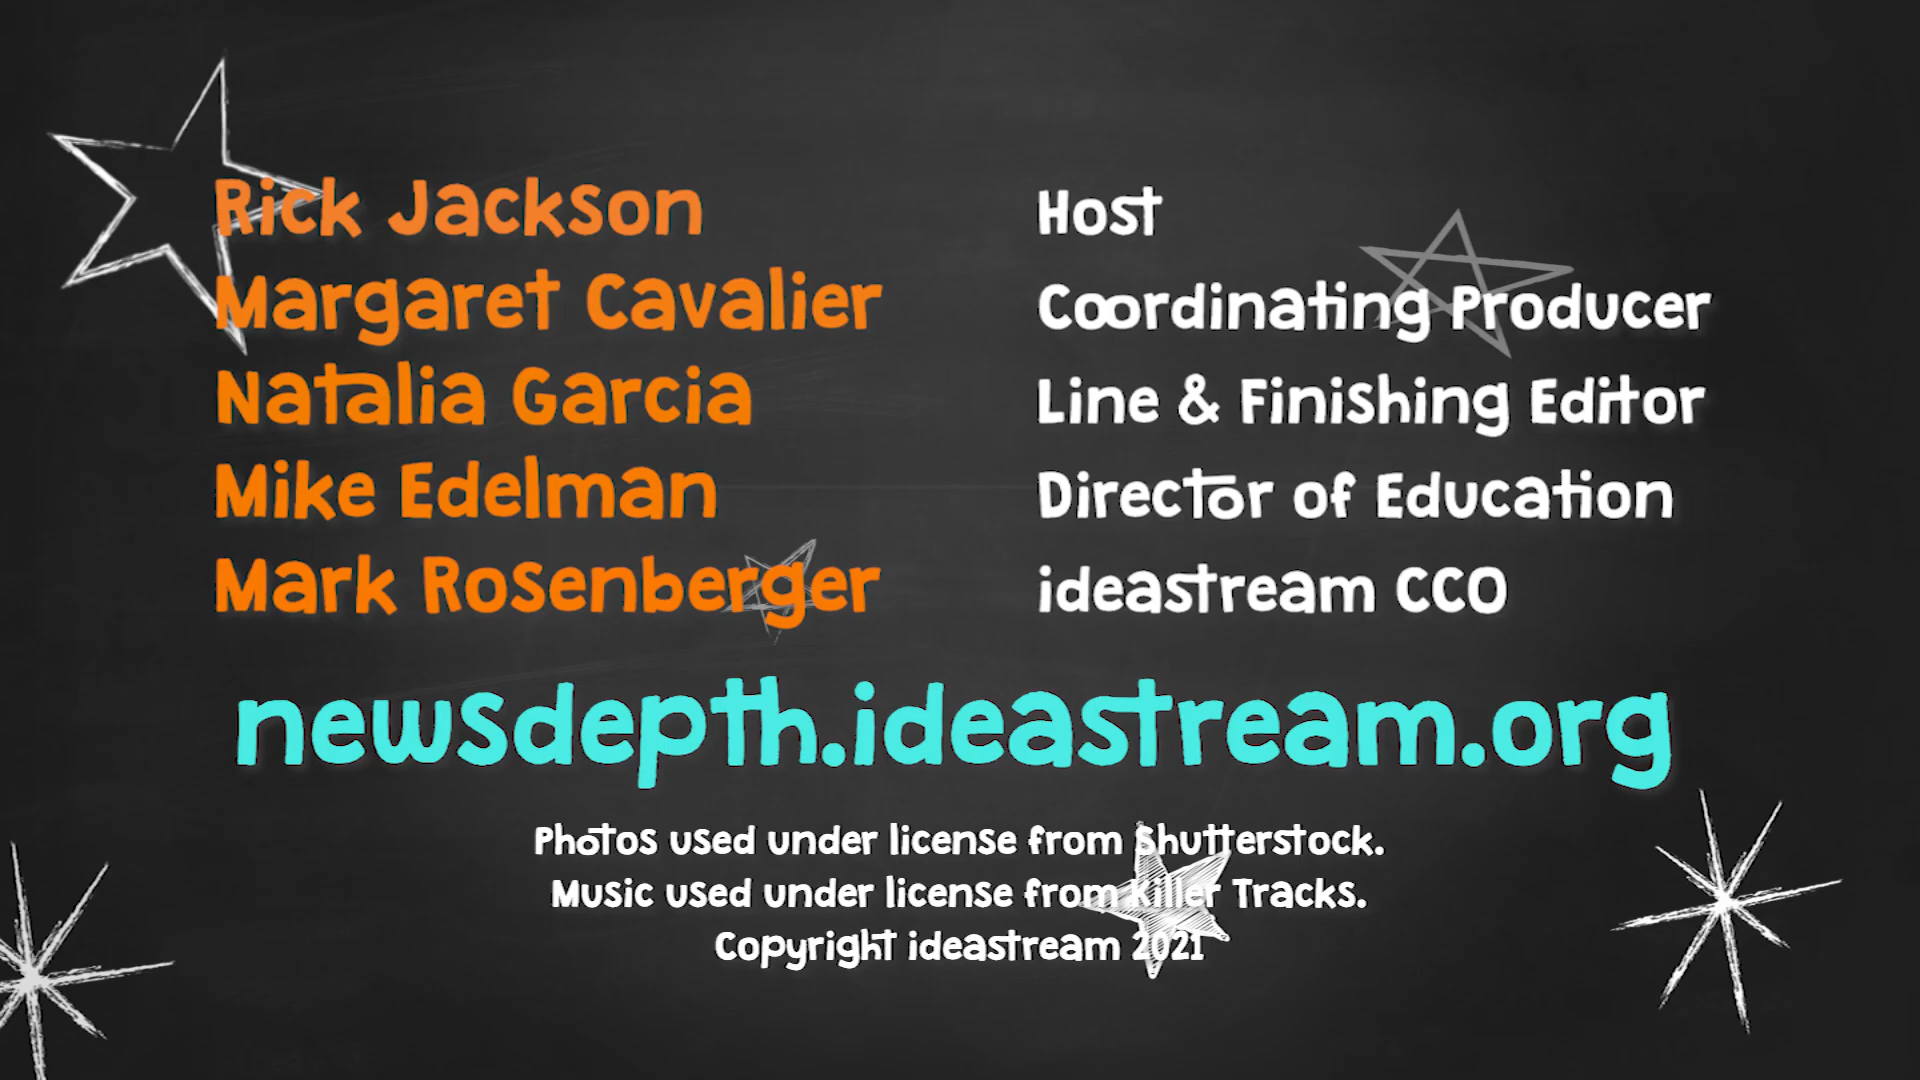 Rick Jackson Host
Margaret Cavalier Coordinating Producer
Natalia Garcia Line & Finishing Editor
Mike Edelman Director of Education
Mark Rosenberger ideastream CCO
newsdepth.ideastream.org
Photos used under license from Shutterstock.
Music used under license from Killer Tracks.
Copyright ideastream 2021